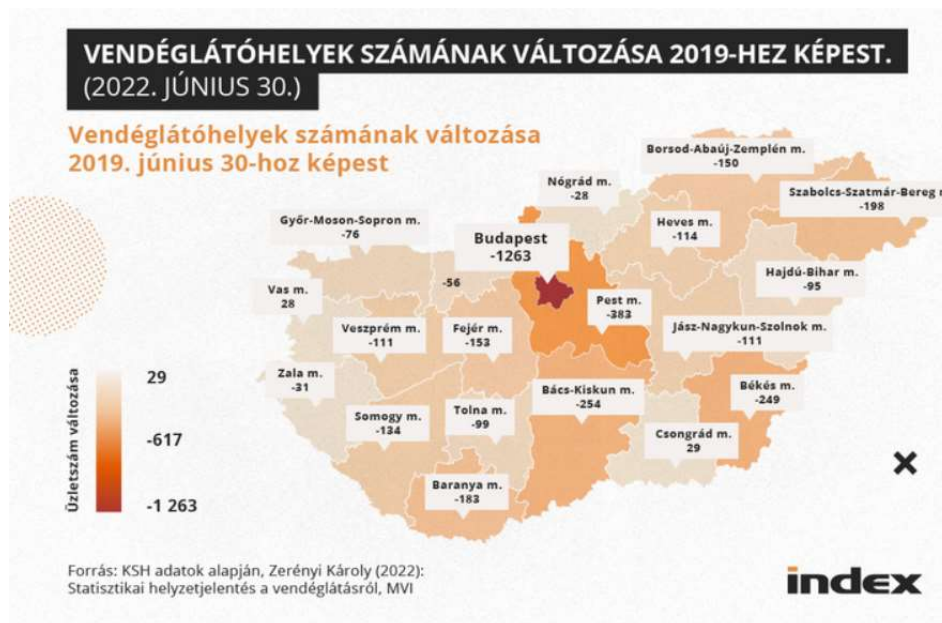 VENDÉGLÁTÓHELYEK SZÁMÁNAK VÁLTOZÁSA 2019-HEZ KÉPEST.
(2022. JÚNIUS 30.)
Vendéglátóhelyek számának változása
2019. június 30-hoz képest
Borsod-Abaúj-Zemplén m.
-150
Nógrád m.
-28
Szabolcs-Szatmár-Bereg
-198
Győr-Moson-Sopron m.
-76
Heves m.
-114
Budapest
-1263
Hajdú-Bihar m.
-95
-56
Vas m.
28
Pest m.
-383
Veszprém m.
-111
Fejér m.
-153
Jász-Nagykun-Szolnok m.
-111
Zala m.
-31
Bács-Kiskun m.
-254
Békés m.
-249
Somogy m.
-134
Tolna m.
-99
Csongrád m.
29
Baranya m.
-183
Üzletszám változása
29
-617
-1 263
Forrás: KSH adatok alapján, Zerényi Károly (2022):
Statisztikai helyzetjelentés a vendéglátásról, MVI
index